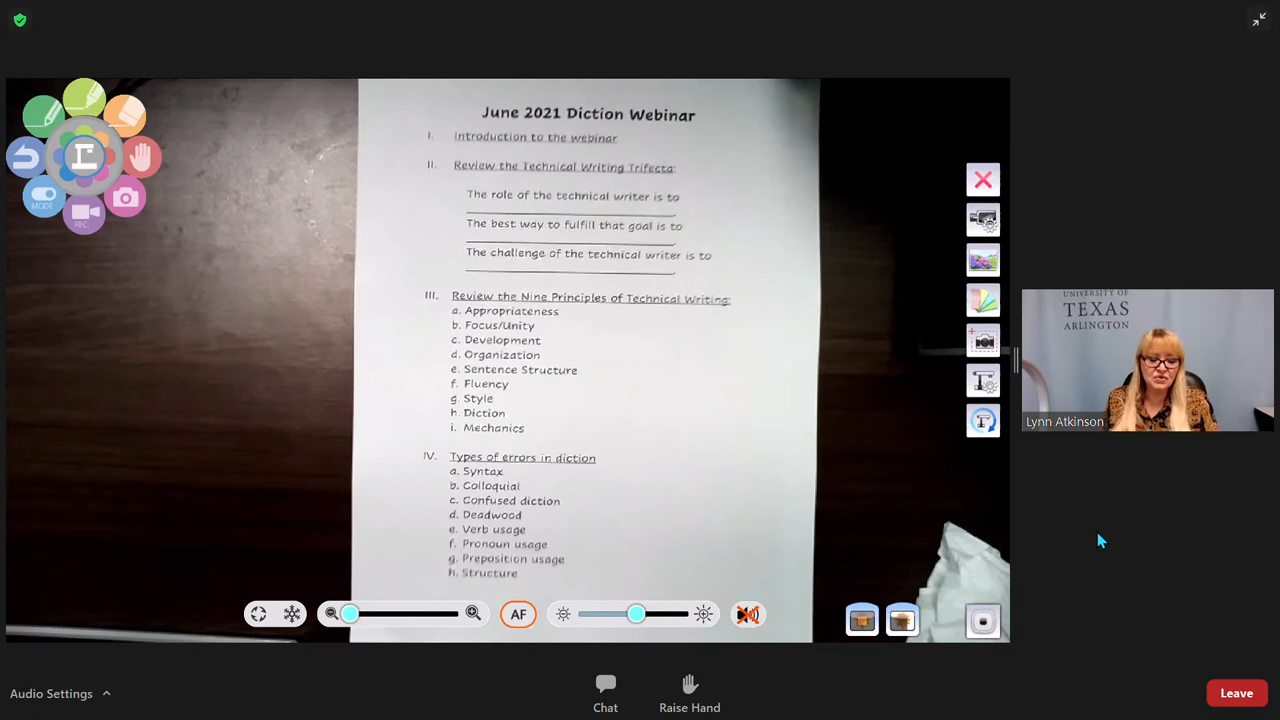 June 2021 Diction Webinar
I. Introduction to the webinar
II. Review the Technical Writing Trifecta:
The role of the technical writer is to
The best way to fulfill that goal is to
The challenge of the technical writer is to
III. Review the Nine Principles of Technical Writing:
a. Appropriateness
b. Focus/Unity
c. Development
d. Organization
e. Sentence Structure
f. Fluency
g. Style
h. Diction
i. Mechanics
IV. Types of errors in diction
a. Syntax
b. Colloquial
c. Confused diction
d. Deadwood
e. Verb usage
f. Pronoun usage
g. Preposition usage
h. Structure
MODE
REC.
AF
UNIVERSITY OF
TEXAS
ARLINGTON
Lynn Atkinson
Audio Settings
Chat
Raise Hand
Leave